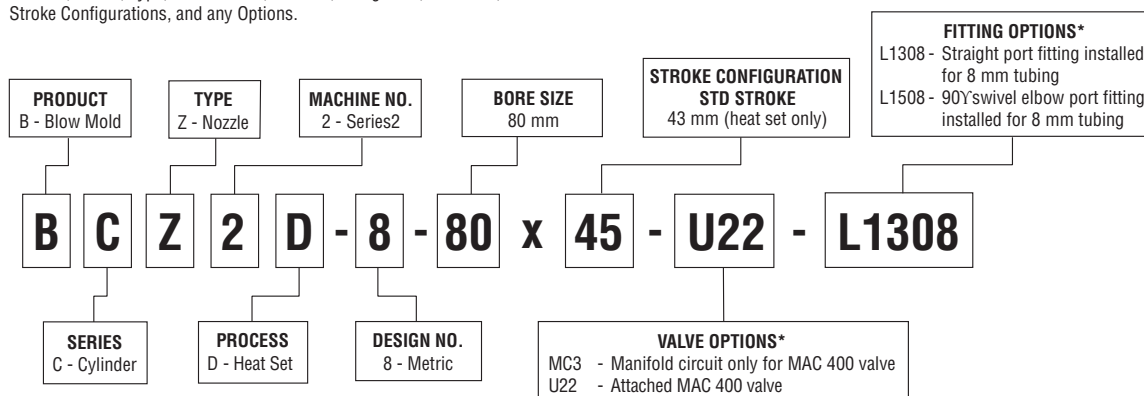 Stroke Configurations, and any Options.
FITTING OPTIONS*
L1308 - Straight port fitting installed
for 8 mm tubing
L1508 - 90Ƴswivel elbow port fitting
installed for 8 mm tubing
STROKE CONFIGURATION
STD STROKE
43 mm (heat set only)
PRODUCT
B - Blow Mold
TYPE
Z - Nozzle
MACHINE NO.
2 - Series2
BORE SIZE
80 mm
B C Z 2 D - 8 - 80 x 45 - U22 - L1308
SERIES
C - Cylinder
PROCESS
D - Heat Set
DESIGN NO.
8 - Metric
VALVE OPTIONS*
MC3 - Manifold circuit only for MAC 400 valve
U22 - Attached MAC 400 valve